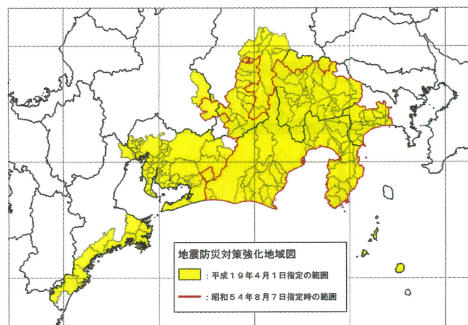 地震防災対策強化地域図
：平成１９年４月１日指定の範囲
：昭和５４年８月７日指定時の範囲